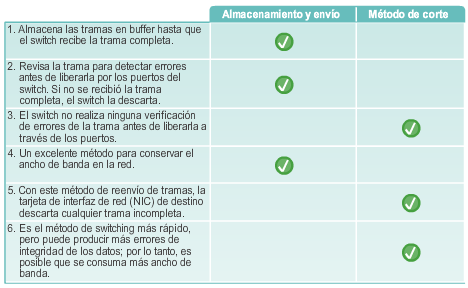 Almacenamiento y envío Método de corte
1. Almacena las tramas en buffer hasta que
el switch recibe la trama completa.
2. Revisa la trama para detectar errores
antes de liberarla por los puertos del
switch. Si no se recibió la trama
completa, el switch la descarta.
3. El switch no realiza ninguna verificación
de errores de la trama antes de liberarla a
través de los puertos.
4. Un excelente método para conservar el
ancho de banda en la red.
5. Con este método de reenvío de tramas, la
tarjeta de interfaz de red (NIC) de destino
descarta cualquier trama incompleta.
6. Es el método de switching más rápido,
pero puede producir más errores de
integridad de los datos; por lo tanto, es
posible que se consuma más ancho de
banda.